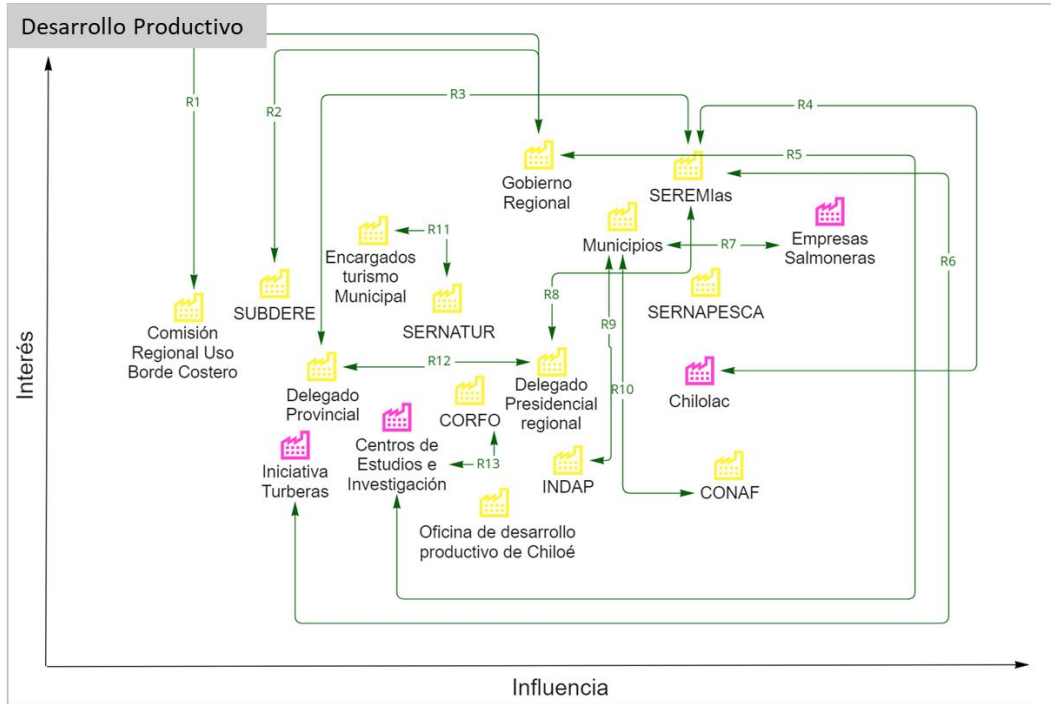 Desarrollo Productivo
R1
R2
R3
R4
R5
Gobierno
Regional
SEREMIas
R11
Encargados
turismo
Municipal
Municipios
R7
Empresas
Salmoneras
R6
SUBDERE
SERNATUR
R8
R9
SERNAPESCA
Comisión
Regional Uso
Borde Costero
R12
Delegado
Provincial
CORFO
Delegado
Presidencial
regional
R10
Chilolac
Iniciativa
Turberas
Centros de
Estudios e
Investigación
R13
INDAP
CONAF
Oficina de desarrollo
productivo de Chiloé
Interés
Influencia